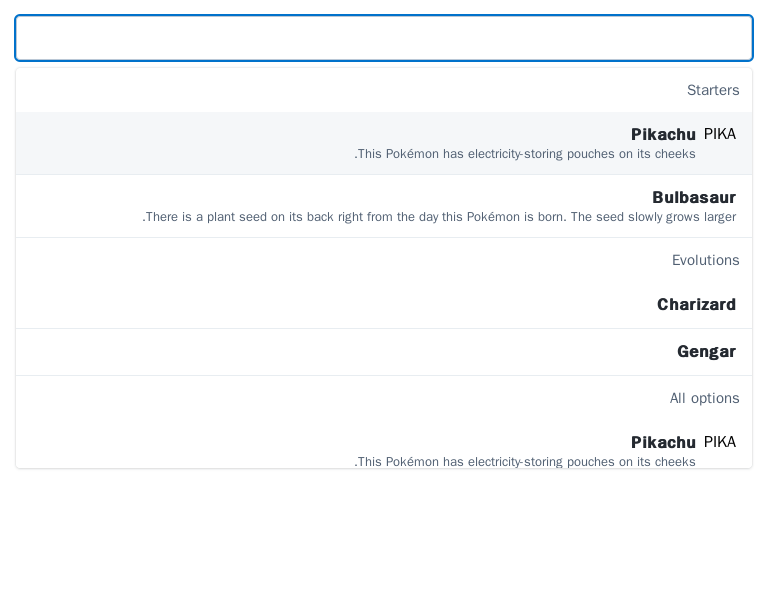 Starters
PIKA Pikachu
.This Pokémon has electricity-storing pouches on its cheeks
Bulbasaur
.There is a plant seed on its back right from the day this Pokémon is born. The seed slowly grows larger
Evolutions
Charizard
Gengar
All options
PIKA Pikachu
.This Pokémon has electricity-storing pouches on its cheeks